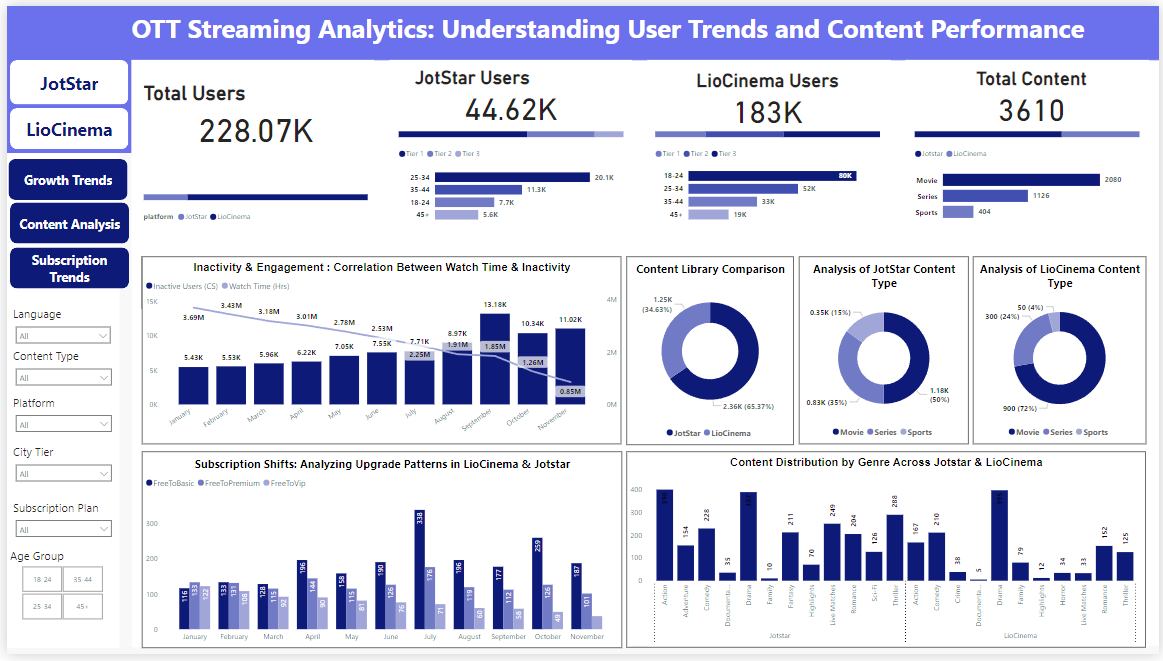 OTT Streaming Analytics: Understanding User Trends and Content Performance
JotStar
LioCinema
Growth Trends
Content Analysis
Subscription
Trends
Language
All
Content Type
All
Platform
All
City Tier
All
Subscription Plan
All
Age Group
18-24
35-44
25-34
45+
Total Users
228.07K
platform JotStar LioCinema
JotStar Users
44.62K
Tier 1 Tier 2 Tier 3
25-34 20.1K
35-44 11.3K
18-24 7.7K
45+ 5.6K
LioCinema Users
183K
Tier 1 Tier 2 Tier 3
18-24 80K
25-34 52K
35-44 33K
45+ 19K
Total Content
3610
Jotstar LioCinema
Movie 2080
Series 1126
Sports 404
Inactivity & Engagement : Correlation Between Watch Time & Inactivity
Inactive Users (CS) Watch Time (Hrs)
15K
10K
5K
0K
4M
2M
0M
3.69M 3.43M 3.18M 3.01M 2.78M 2.53M 2.25M 1.91M 1.85M 1.26M 0.85M
5.43K 5.53K 5.96K 6.22K 7.05K 7.55K 7.71K 8.97K 13.18K 10.34K 11.02K
January February March April May June July August September October November
Content Library Comparison
1.25K
(34.63%)
2.36K (65.37%)
JotStar LioCinema
Analysis of JotStar Content
Type
0.35K (15%)
0.83K (35%)
1.18K
(50%)
Movie Series Sports
Analysis of LioCinema Content
Type
50 (4%)
300 (24%)
900 (72%)
Movie Series Sports
Subscription Shifts: Analyzing Upgrade Patterns in LioCinema & Jotstar
FreeToBasic FreeToPremium FreeToVip
300
200
100
0
116 133 122
133 131 108
128 115 92
196 144 90
158 115 81
190 126 76
338 176 71
196 119 60
177 112 58
259 126 49
187 101
January February March April May June July August September October November
Content Distribution by Genre Across Jotstar & LioCinema
400
300
200
100
0
154 228 35 10 211 70 249 204 126 288
167 210 38 5 79 12 34 33 152 125
Action Adventure Comedy Documenta... Drama Family Fantasy Highlights Live Matches Romance Sci-Fi Thriller
Action Comedy Crime Documenta... Drama Family Highlights Horror Live Matches Romance Thriller
Jotstar
LioCinema